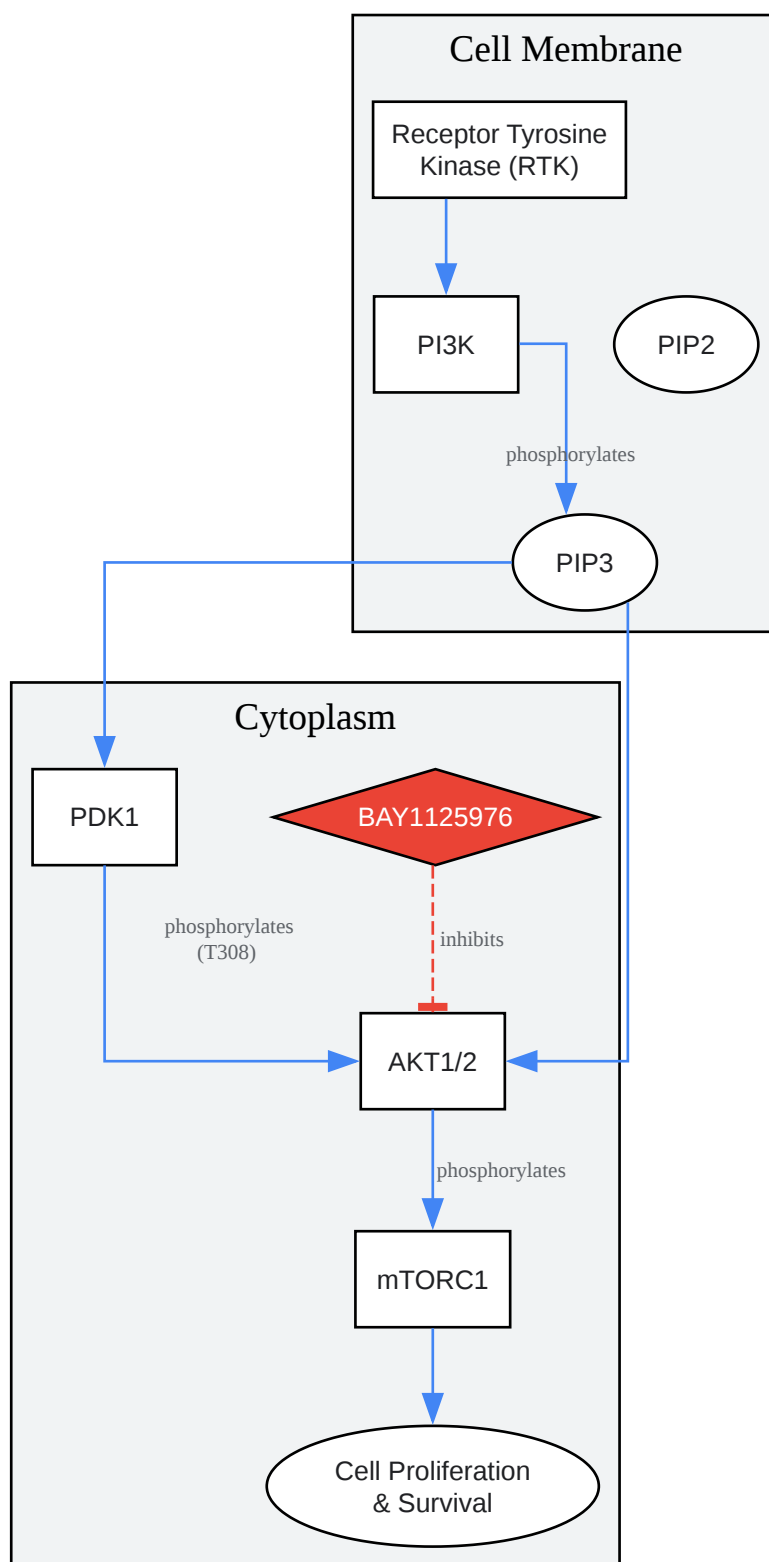 Cell Membrane
Receptor Tyrosine
Kinase (RTK)
PI3K
PIP2
phosphorylates
PIP3
Cytoplasm
PDK1
BAY1125976
phosphorylates
(T308)
inhibits
AKT1/2
phosphorylates
mTORC1
Cell Proliferation
& Survival